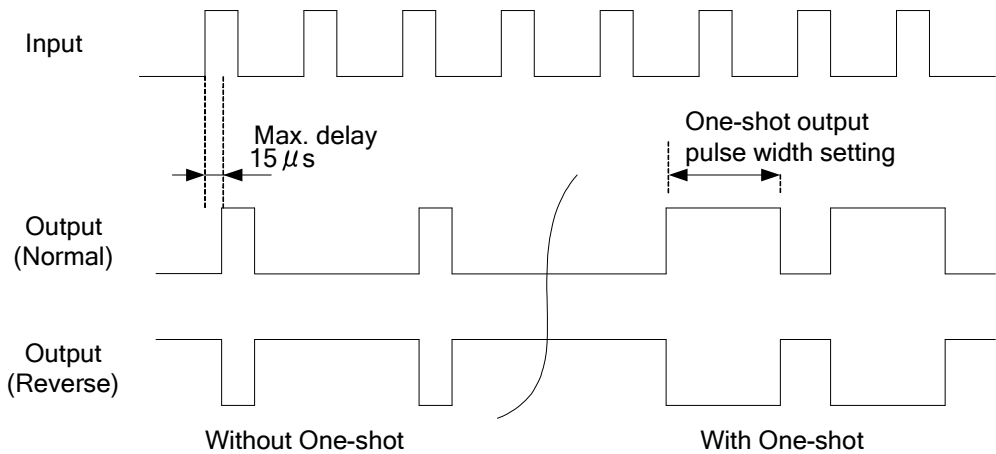 Input
Max. delay
15 μs
One-shot output
pulse width setting
Output
(Normal)
Output
(Reverse)
Without One-shot
With One-shot